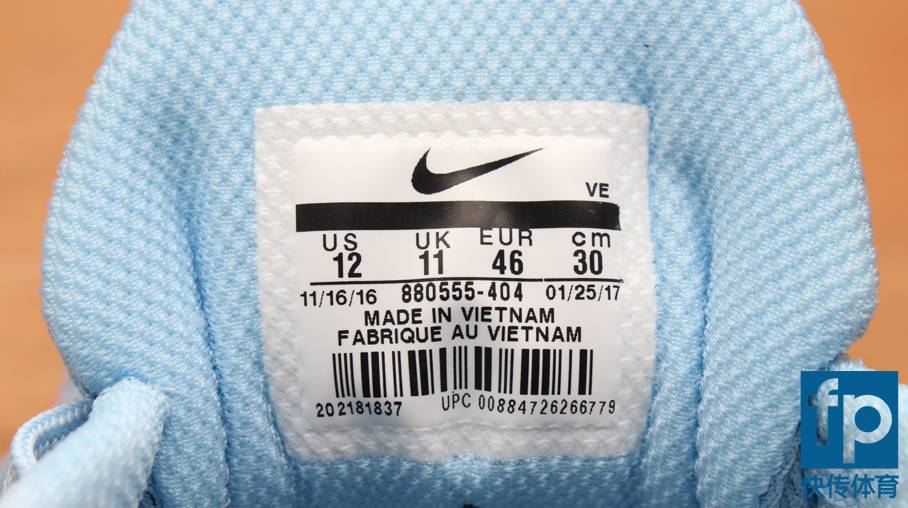 VE
US UK EUR cm
12 11 46 30
11/16/16 880555-404 01/25/17
MADE IN VIETNAM
FABRIQUE AU VIETNAM
202181837 UPC 00884726266779
fp
快传体育